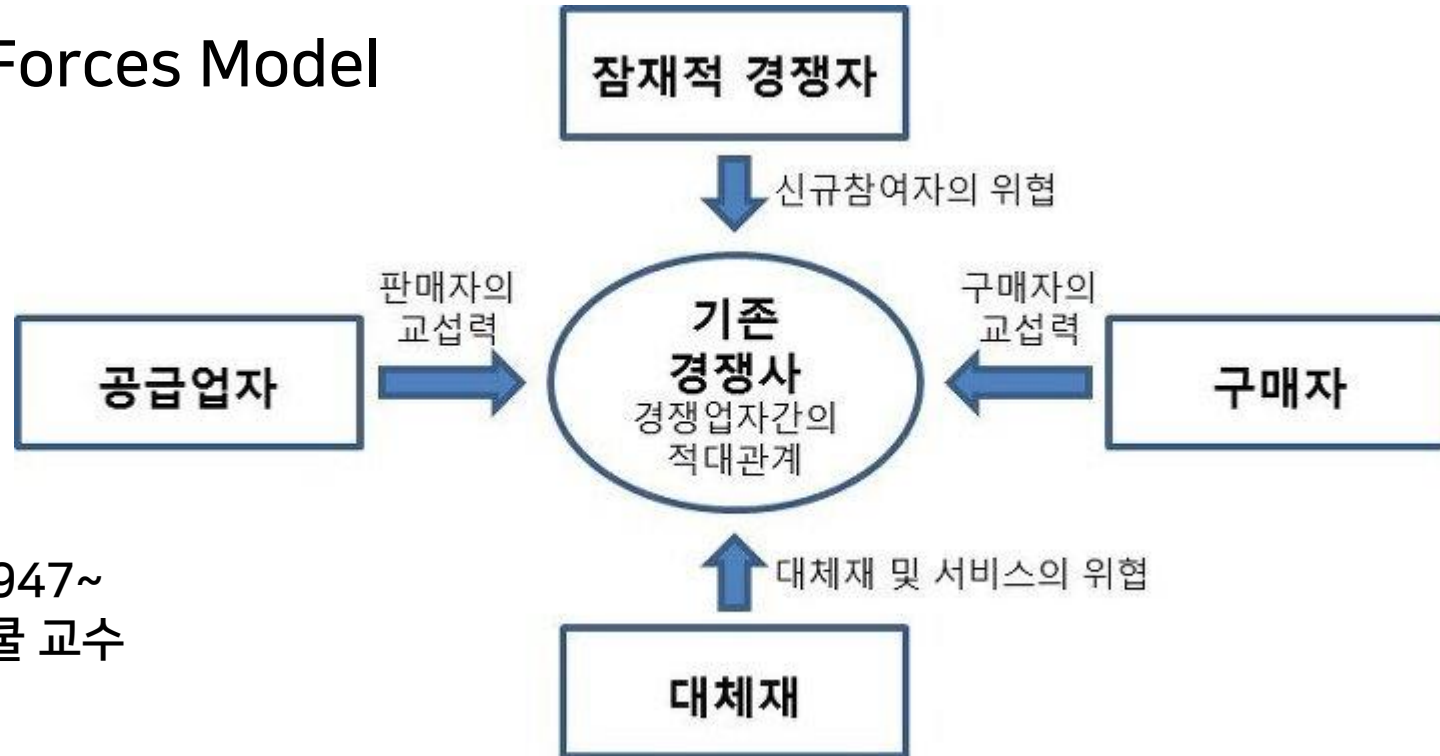 Forces Model
잠재적 경쟁자
신규참여자의 위협
판매자의
교섭력
구매자의
교섭력
공급업자
기존
경쟁사
경쟁업자간의
적대관계
구매자
대체재 및 서비스의 위협
대체재
947~
쿨 교수